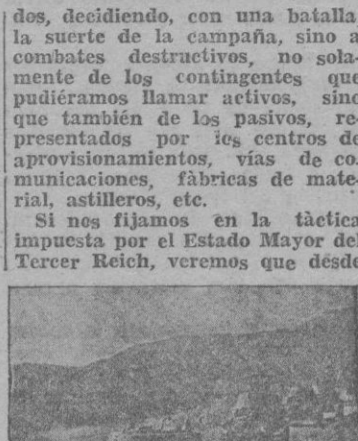 dos, decidiendo, con una batalla,
la suerte de la campaña, sino a
combates destructivos, no sola-
mente de los contingentes que
pudiéramos llamar activos, sino
que también de los pasivos, re-
presentados por los centros de
aprovisionamientos, vías de co-
municaciones, fàbricas de mate-
rial, astilleros, etc.
Si nos fijamos en la tàctica
impuesta por el Estado Mayor del
Tercer Reich, veremos que desde